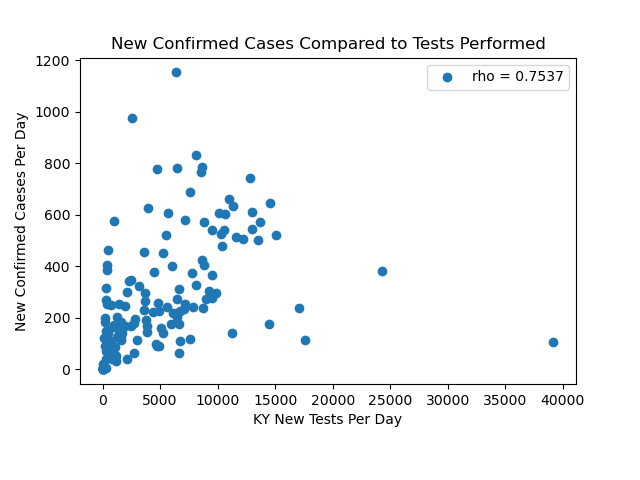 New Confirmed Cases Compared to Tests Performed
rho = 0.7537
New Confirmed Caeses Per Day
1200
1000
800
600
400
200
0
0 5000 10000 15000 20000 25000 30000 35000 40000
KY New Tests Per Day